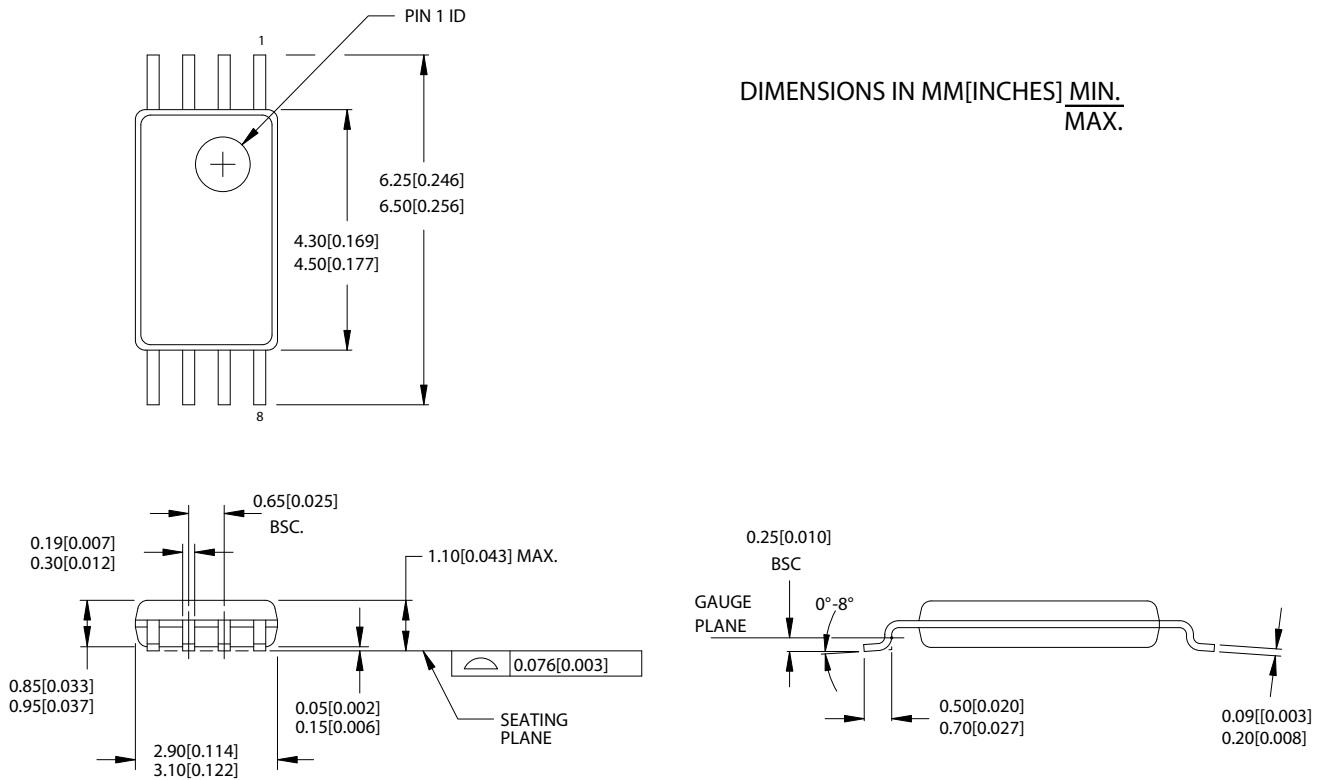 PIN 1 ID
1
DIMENSIONS IN MM[INCHES] MIN.
MAX.
6.25[0.246]
6.50[0.256]
4.30[0.169]
4.50[0.177]
8
0.65[0.025]
BSC.
0.19[0.007]
0.30[0.012]
1.10[0.043] MAX.
0.25[0.010]
BSC
GAUGE
PLANE
0°-8°
0.076[0.003]
0.85[0.033]
0.95[0.037]
0.05[0.002]
0.15[0.006]
SEATING
PLANE
2.90[0.114]
3.10[0.122]
0.50[0.020]
0.70[0.027]
0.09[[0.003]
0.20[0.008]